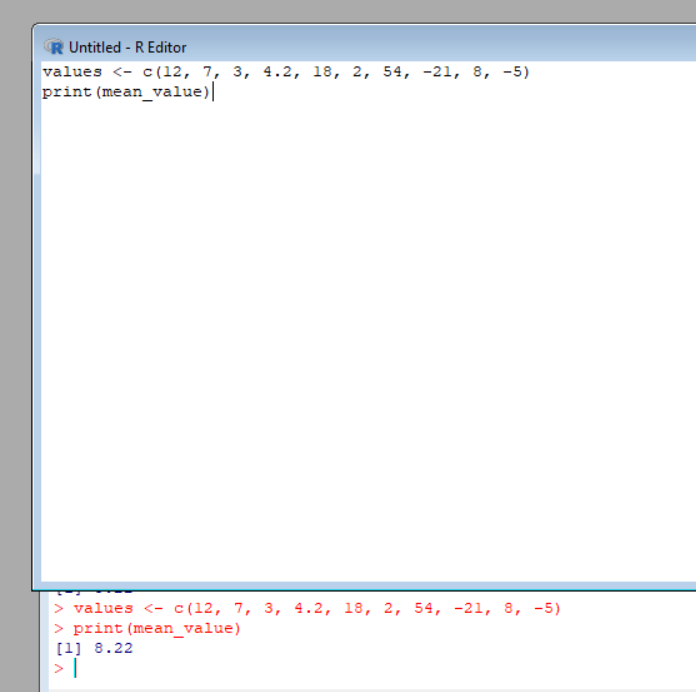 Untitled - R Editor
values <- c(12, 7, 3, 4.2, 18, 2, 54, -21, 8, -5)
print(mean_value)
> values <- c(12, 7, 3, 4.2, 18, 2, 54, -21, 8, -5)
> print(mean_value)
[1] 8.22
>